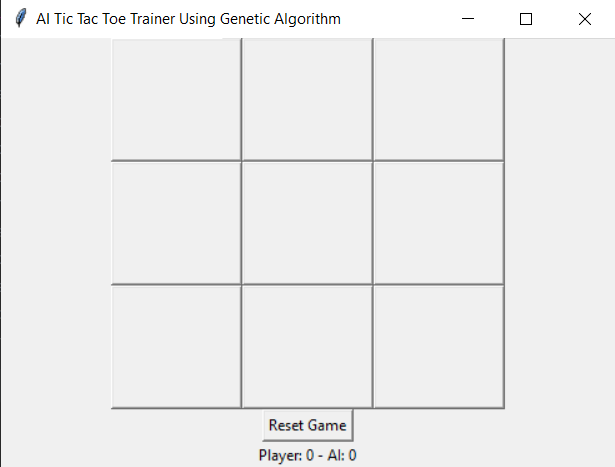 AI Tic Tac Toe Trainer Using Genetic Algorithm
Reset Game
Player: 0 - AI: 0